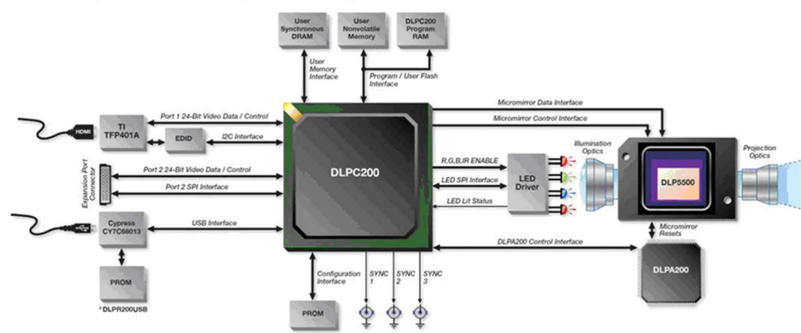 User
Synchronous
DRAM
User
Nonvolatile
Memory
DLPC200
Program
RAM
User
Memory
Interface
Program / User Flash
Interface
HDMI
TI
TFP401A
EDID
Port 1 24-Bit Video Data / Control
I2C Interface
Expansion Port
Connector
Port 2 24-Bit Video Data / Control
Port 2 SPI Interface
Cypress
CY7C68013
USB Interface
PROM
*DLPR200USB
DLPC200
Configuration
Interface
PROM
SYNC
1
SYNC
2
SYNC
3
Micromirror Data Interface
Micromirror Control Interface
R,G,B,IR ENABLE
LED SPI Interface
LED Lit Status
LED
Driver
Illumination
Optics
DLP5500
Projection
Optics
Micromirror
Resets
DLPA200 Control Interface
DLPA200